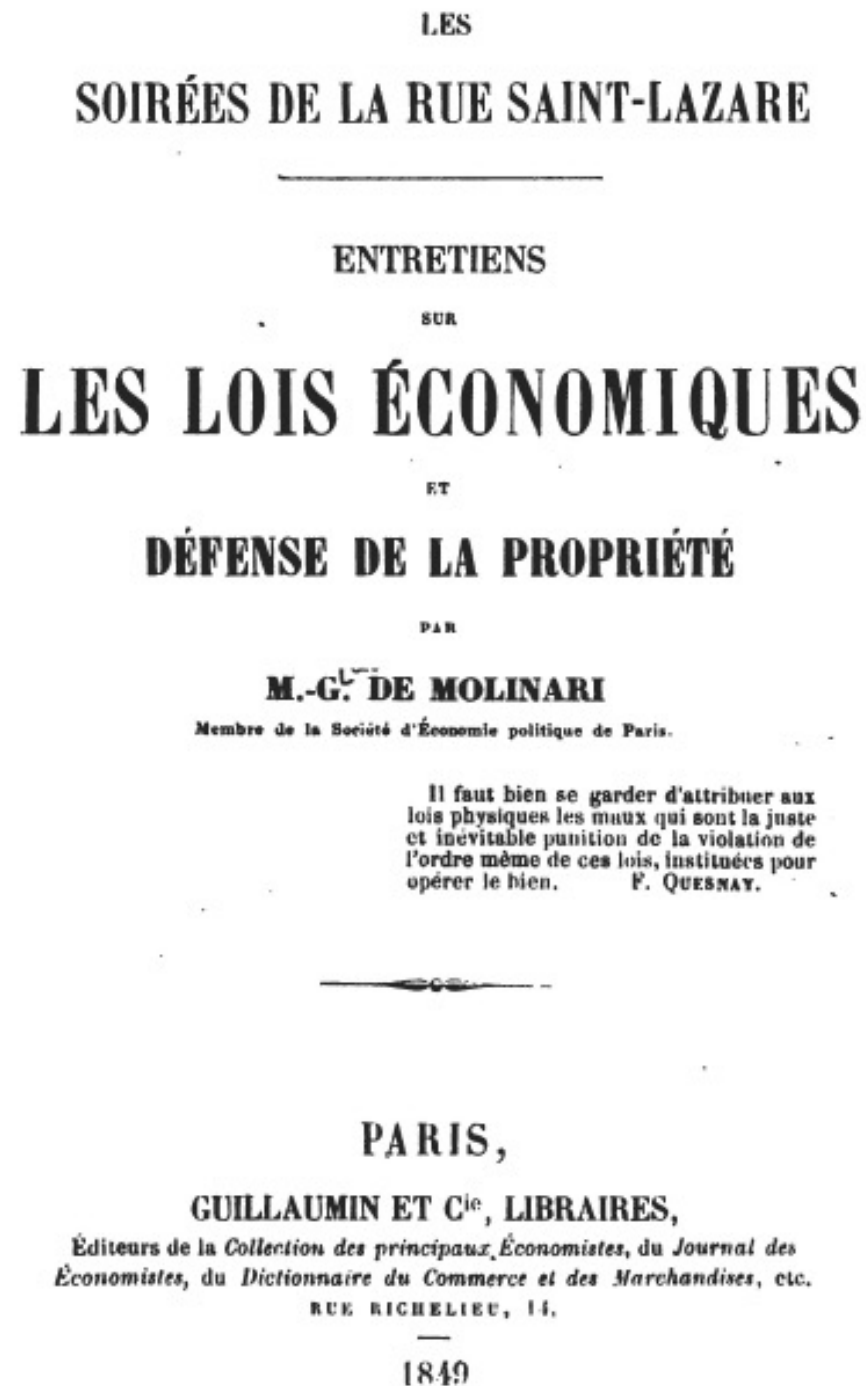 LES
SOIRÉES DE LA RUE SAINT-LAZARE
ENTRETIENS
SUR
LES LOIS ÉCONOMIQUES
ET
DÉFENSE DE LA PROPRIÉTÉ
PAR
M.-G. DE MOLINARI
Membre de la Société d'Économie politique de Paris.
Il faut bien se garder d'attribuer aux
lois physiques les maux qui sont la juste
et inévitable punition de la violation de
l'ordre même de ces lois, instituées pour
opérer le bien. F. QUESNAY.
PARIS,
GUILLAUMIN ET Cie, LIBRAIRES,
Éditeurs de la Collection des principaux Économistes, du Journal des
Économistes, du Dictionnaire du Commerce et des Marchandises, etc.
RUE RICHELIEU, 14.
1849